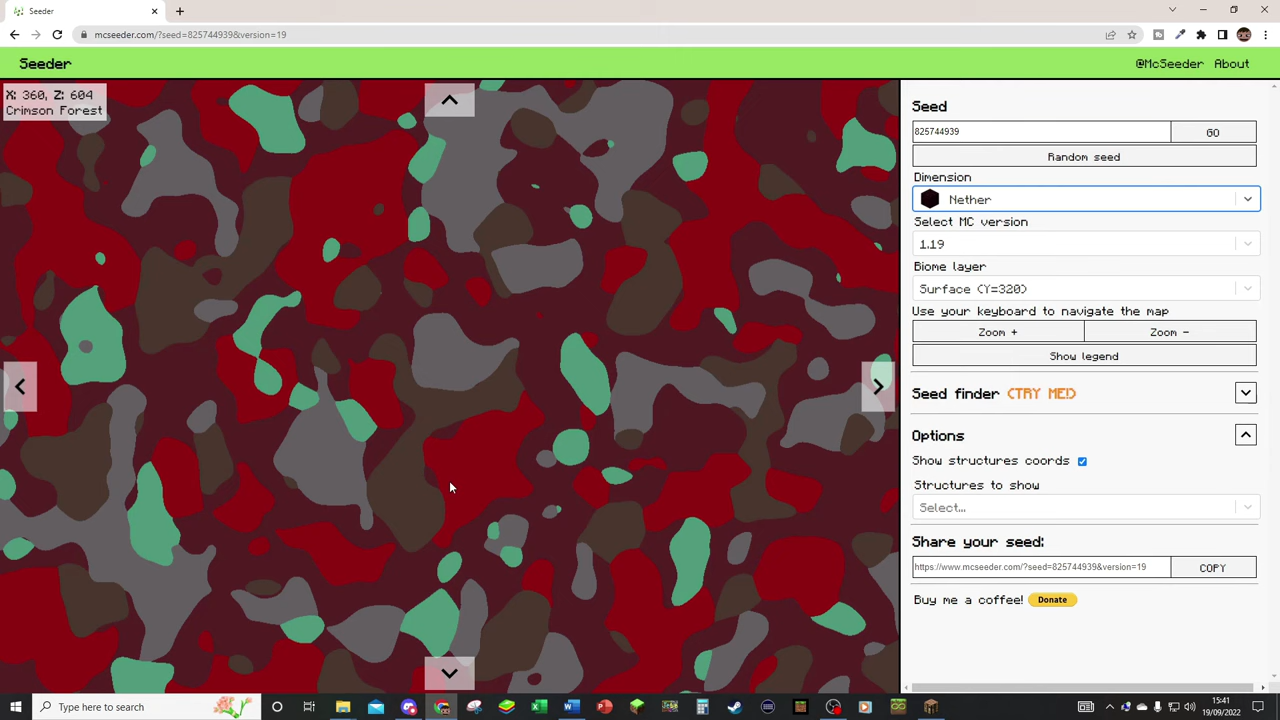 Seeder
mcseeder.com/?seed=825744939&version=19
Seeder
@McSeeder About
X: 360, Z: 604
Crimson Forest
Seed
825744939
GO
Random seed
Dimension
Nether
Select MC version
1.19
Biome layer
Surface (Y=320)
Use your keyboard to navigate the map
Zoom + Zoom -
Show legend
Seed finder (TRY ME!)
Options
Show structures coords
Structures to show
Select...
Share your seed:
https://www.mcseeder.com/?seed=825744939&version=19
COPY
Buy me a coffee! Donate
Type here to search
15:41
19/09/2022